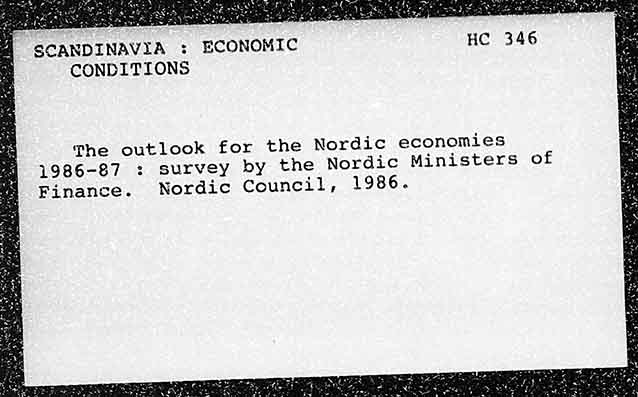 SCANDINAVIA : ECONOMIC HC 346
CONDITIONS
The outlook for the Nordic economies
1986-87 : survey by the Nordic Ministers of
Finance. Nordic Council, 1986.